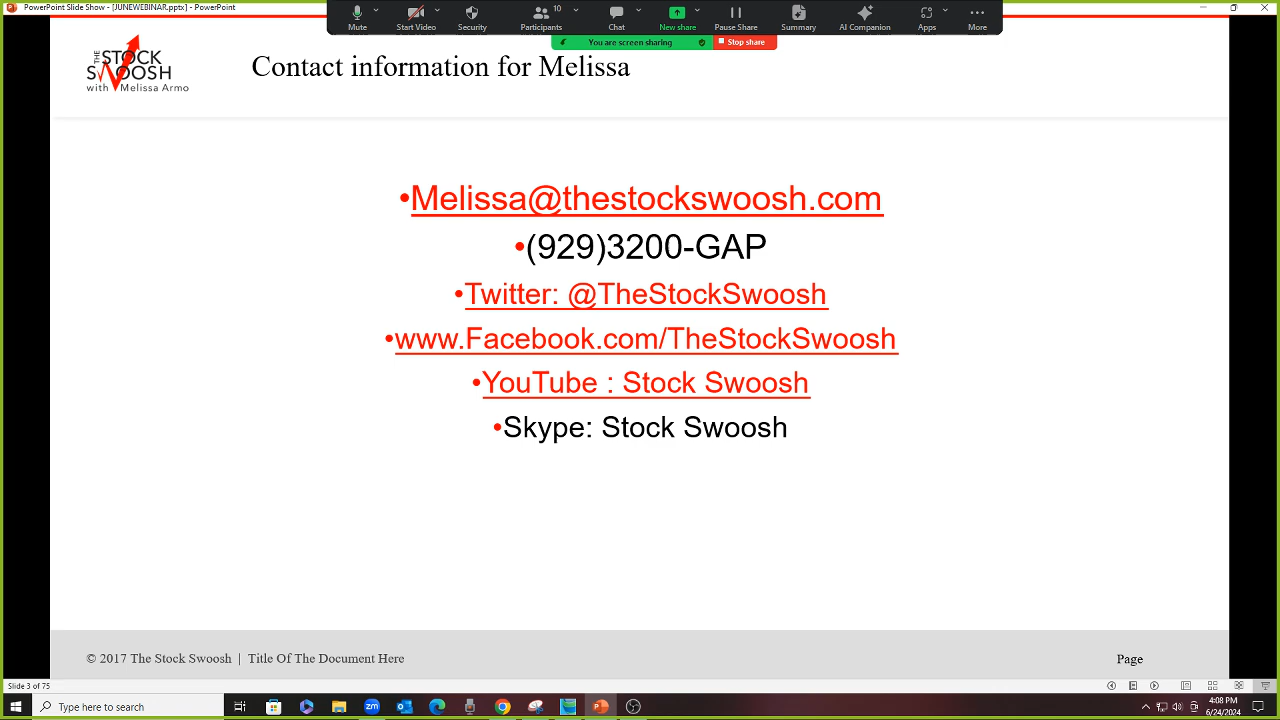 PowerPoint Slide Show - [JUNEWEBINAR.pptx] - PowerPoint
Mute
Start Video
Security
Participants
10
Chat
New share
Pause Share
Summary
AI Companion
Apps
More
You are screen sharing
Stop share
THE
STOCK
SWOOSH
with Melissa Armo
Contact information for Melissa
•Melissa@thestockswoosh.com
•(929)3200-GAP
•Twitter: @TheStockSwoosh
•www.Facebook.com/TheStockSwoosh
•YouTube : Stock Swoosh
•Skype: Stock Swoosh
© 2017 The Stock Swoosh | Title Of The Document Here
Page
Slide 3 of 75
Type here to search
4:08 PM
6/24/2024